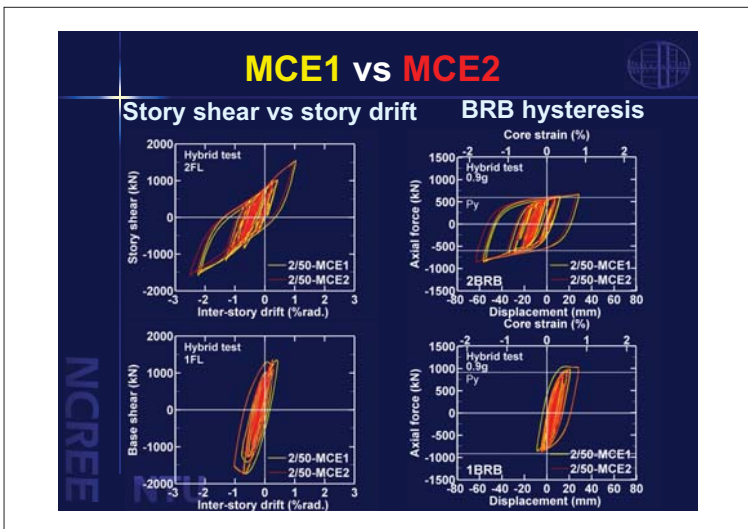 MCE1 vs MCE2
Story shear vs story drift
BRB hysteresis
2000
1000
0
-1000
-2000
Story shear (kN)
Hybrid test
2FL
2/50-MCE1
2/50-MCE2
-3 -2 -1 0 1 2 3
Inter-story drift (%rad.)
Core strain (%)
-2 -1 0 1 2
1500
1000
500
0
-500
-1000
-1500
Axial force (kN)
Hybrid test
0.9g
Py
2/50-MCE1
2/50-MCE2
2BRB
-80 -60 -40 -20 0 20 40 60 80
Displacement (mm)
2000
1000
0
-1000
-2000
Base shear (kN)
Hybrid test
1FL
2/50-MCE1
2/50-MCE2
-3 -2 -1 0 1 2 3
Inter-story drift (%rad.)
Core strain (%)
-2 -1 0 1 2
1500
1000
500
0
-500
-1000
-1500
Axial force (kN)
Hybrid test
0.9g
Py
2/50-MCE1
2/50-MCE2
1BRB
-80 -60 -40 -20 0 20 40 60 80
Displacement (mm)
NCREE
NTU